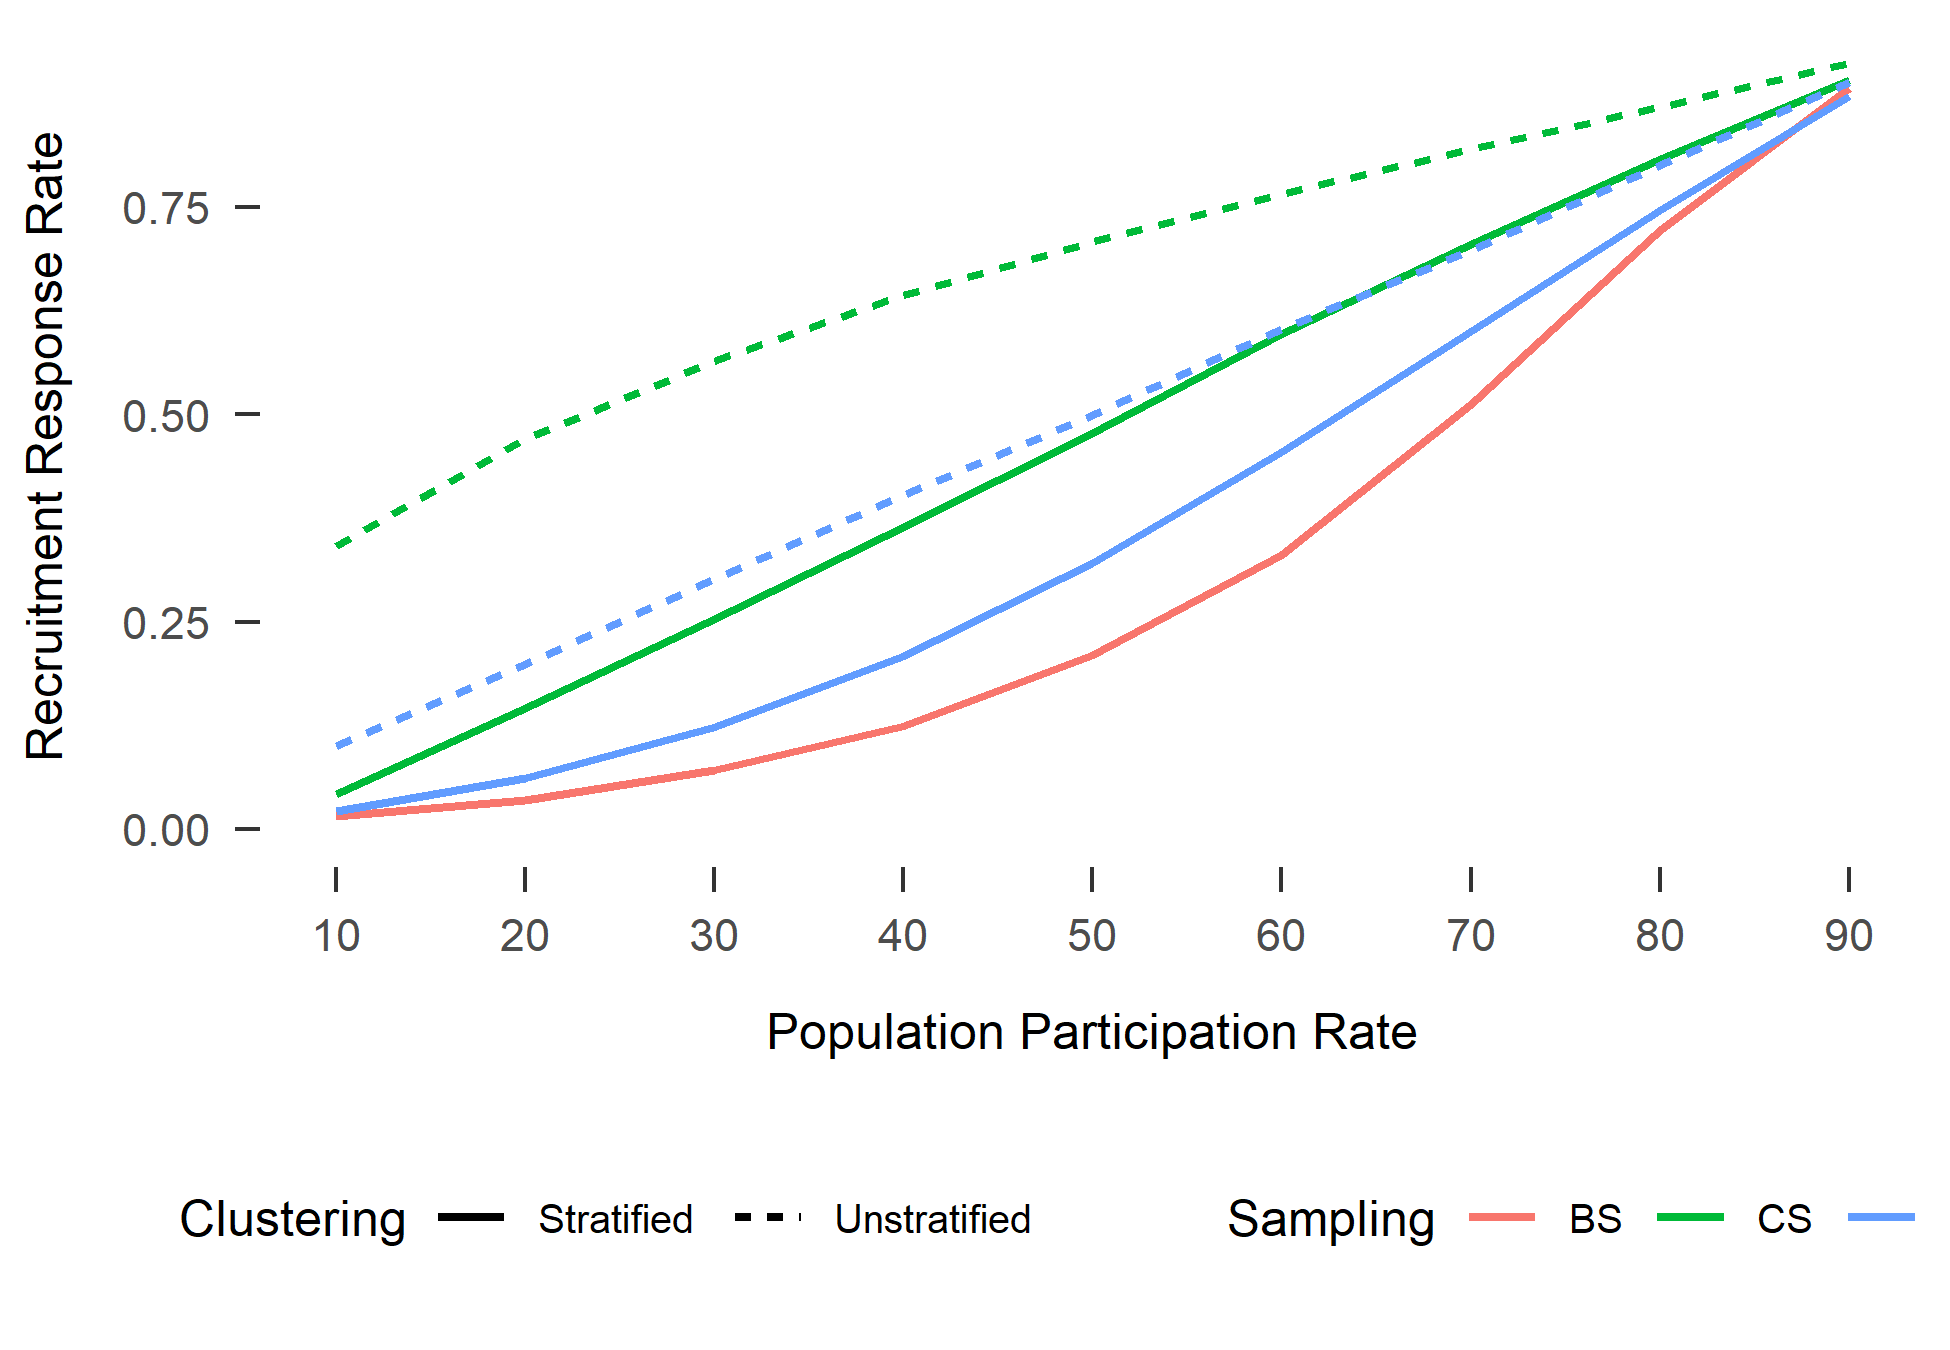 Recruitment Response Rate
0.75
0.50
0.25
0.00
10 20 30 40 50 60 70 80 90
Population Participation Rate
Clustering Stratified Unstratified Sampling BS CS